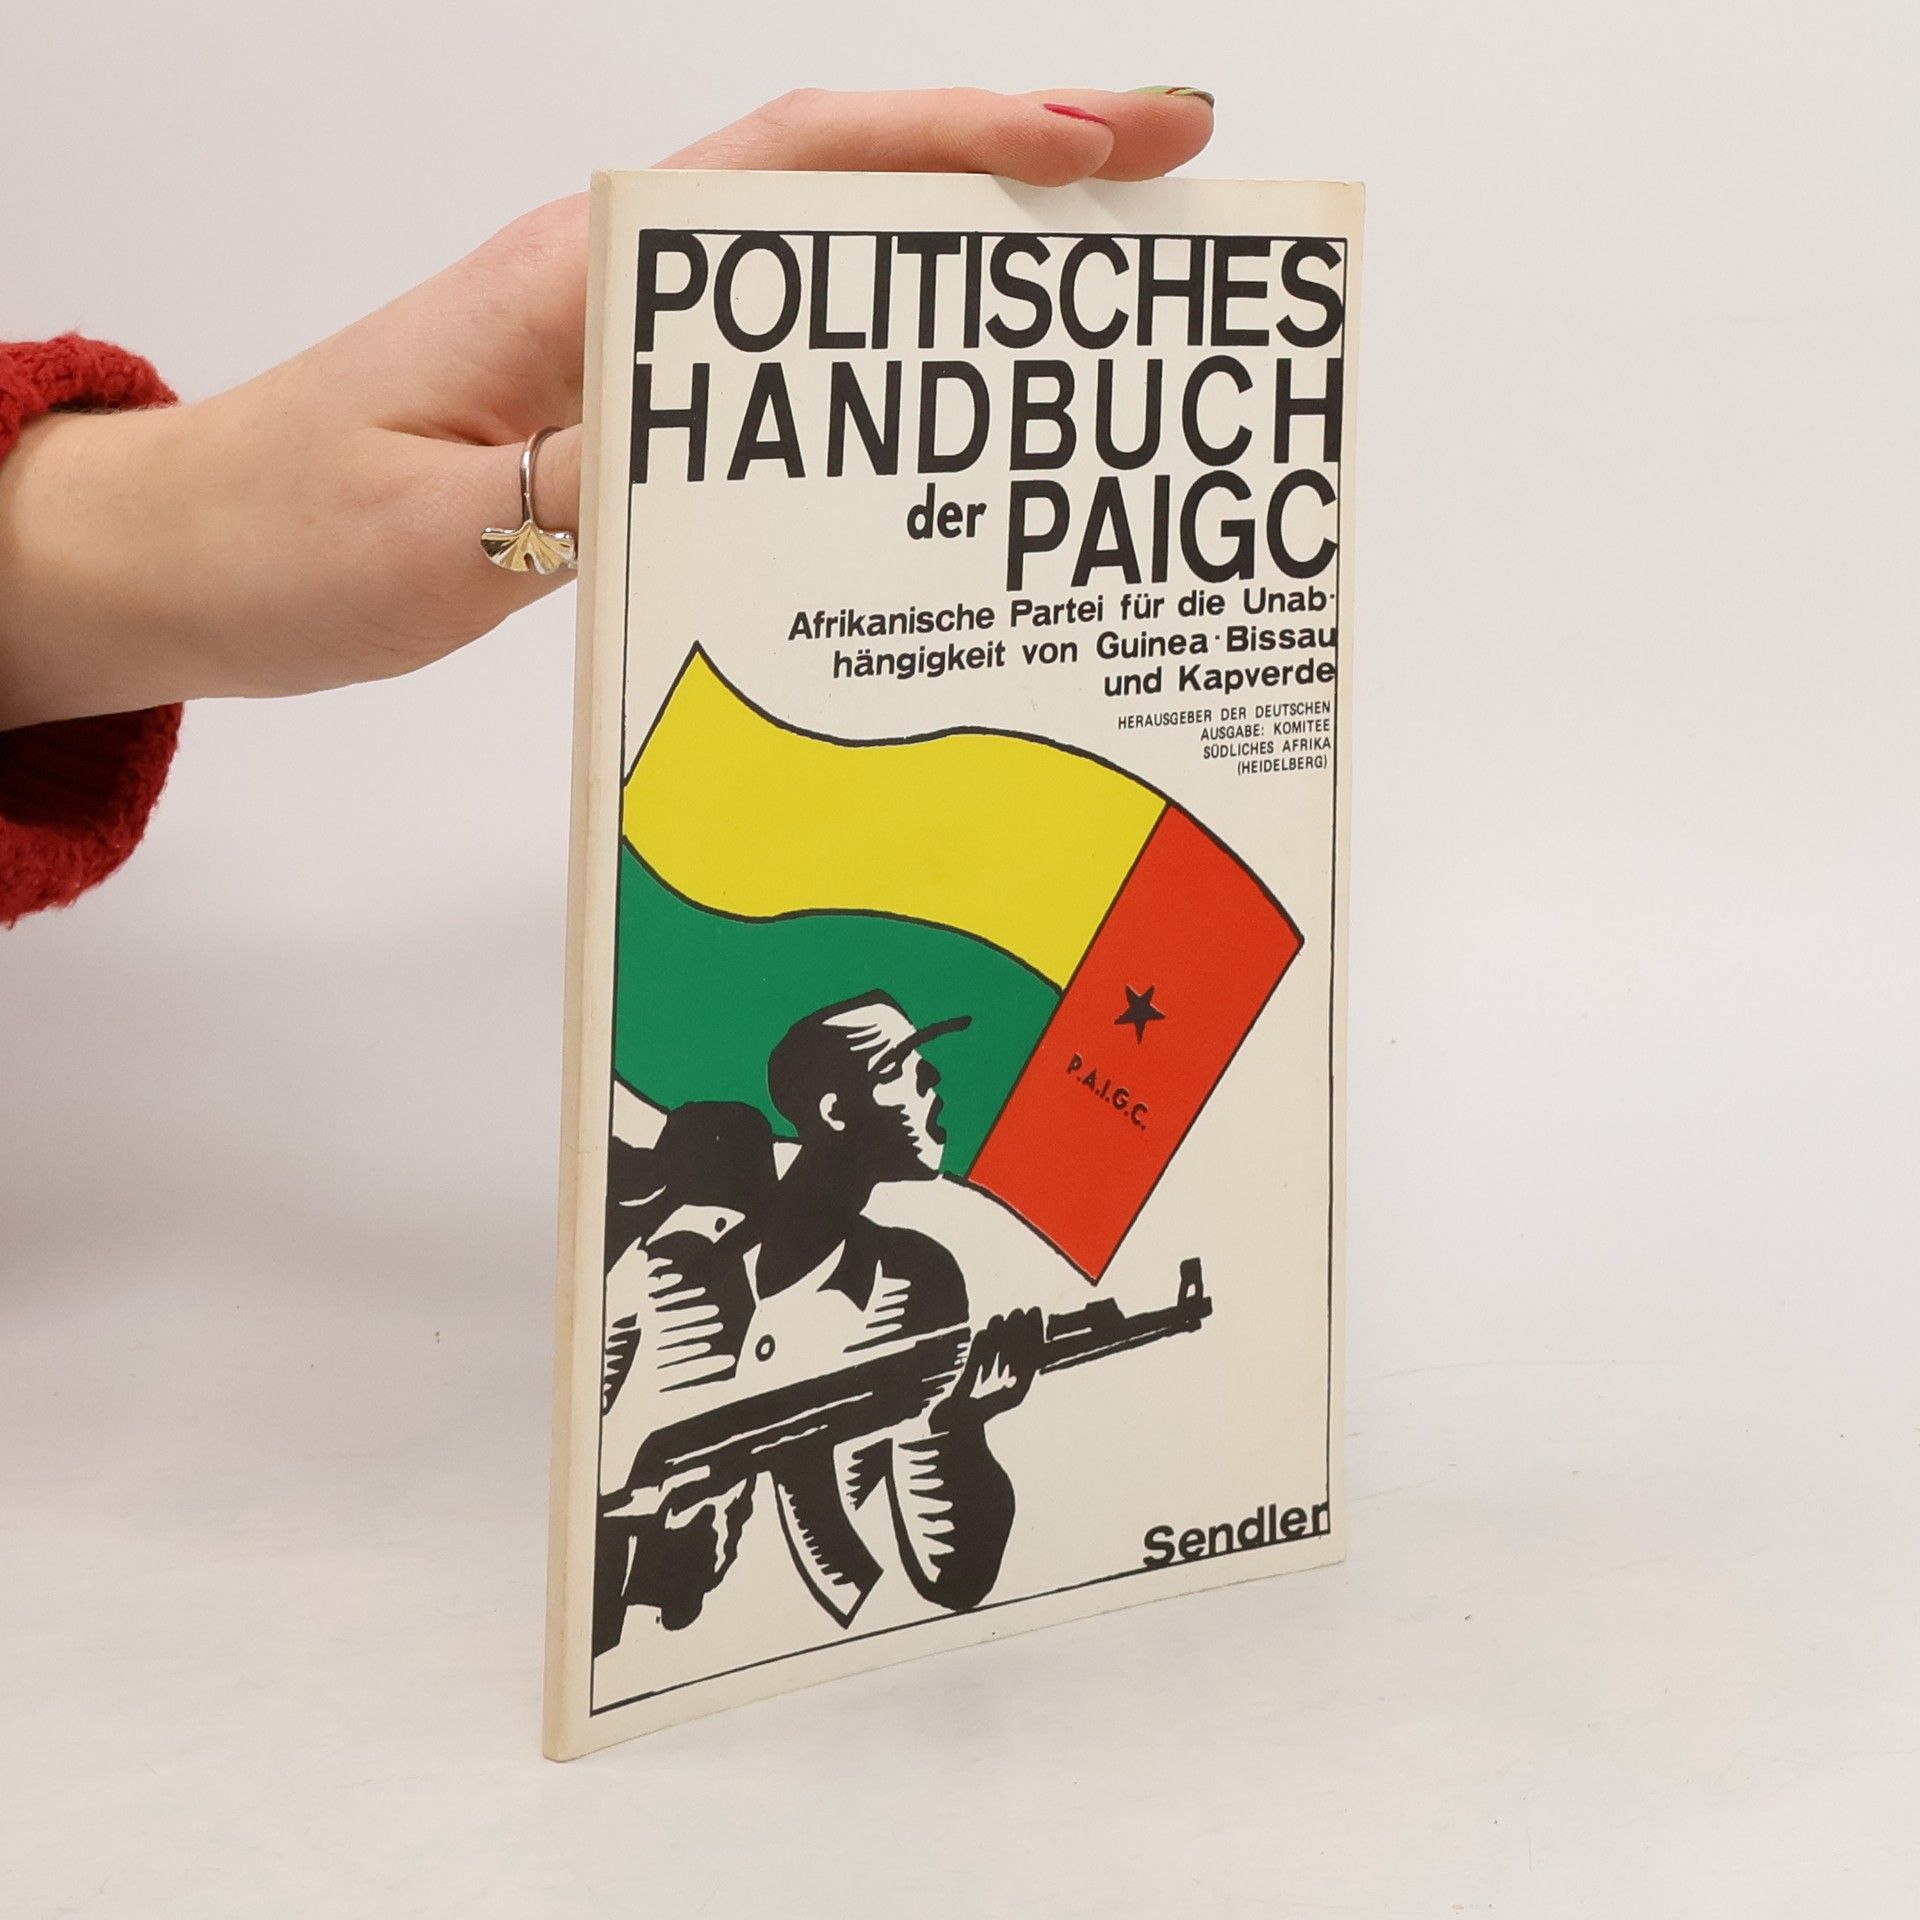 POLITISCHES
HANDBUCH
der PAIGC
Afrikanische Partei für die Unab-
hängigkeit von Guinea-Bissau
und Kapverde
HERAUSGEBER DER DEUTSCHEN
AUSGABE: KOMITEE
SÜDLICHES AFRIKA
(HEIDELBERG)
P.A.I.G.C.
Sendler